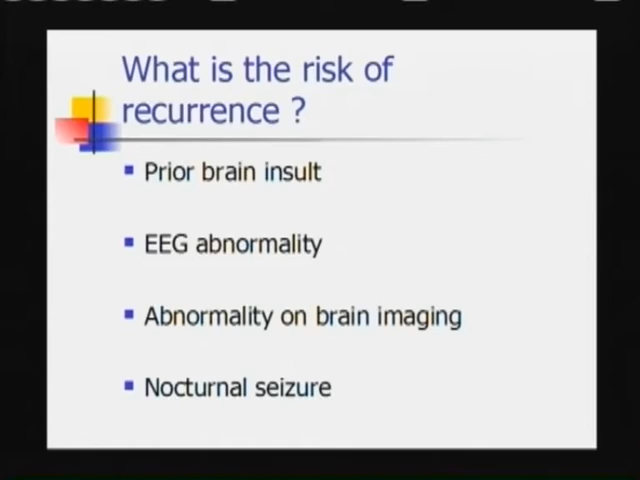 What is the risk of
recurrence ?
Prior brain insult
EEG abnormality
Abnormality on brain imaging
Nocturnal seizure